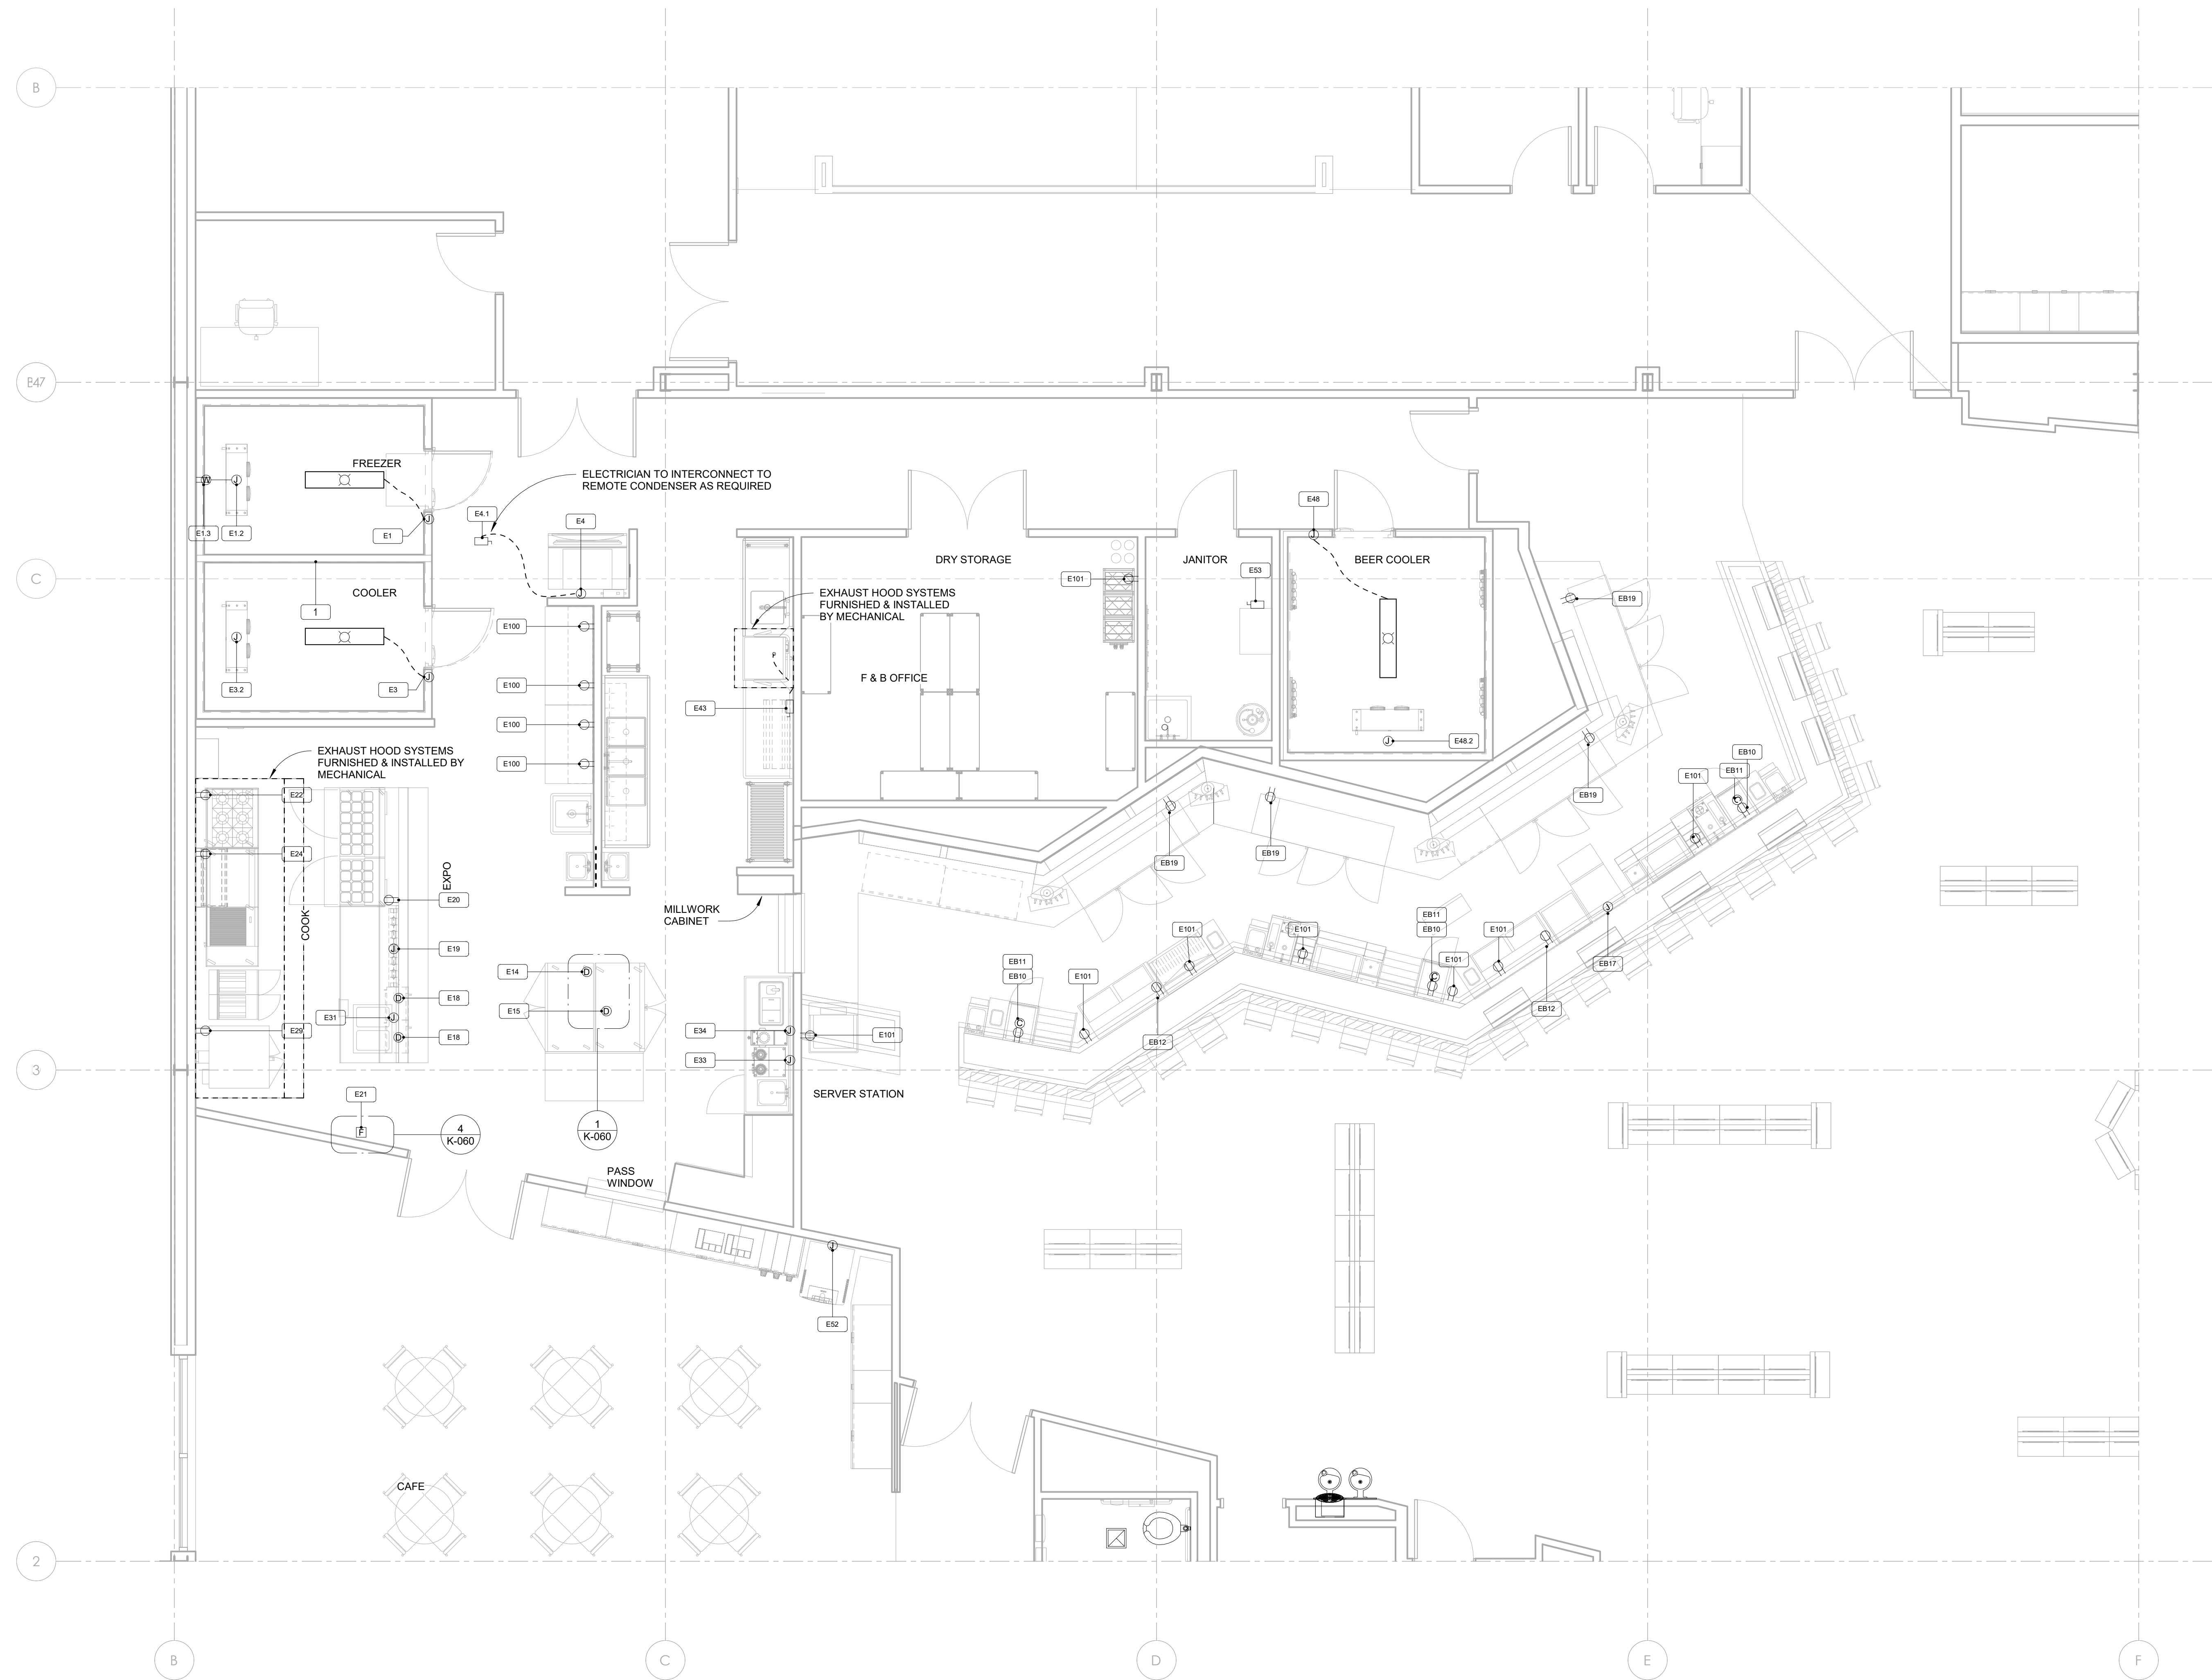 B
B47
FREEZER
ELECTRICIAN TO INTERCONNECT TO
REMOTE CONDENSER AS REQUIRED
W
J
J
E4.1
E4
E48
E1.3
E1.2
E1
J
DRY STORAGE
JANITOR
BEER COOLER
C
COOLER
1
J
E101
E53
EXHAUST HOOD SYSTEMS
FURNISHED & INSTALLED
BY MECHANICAL
EB19
E100
J
J
F
F & B OFFICE
E3.2
E3
E100
E43
E100
J
E48.2
EXHAUST HOOD SYSTEMS
FURNISHED & INSTALLED BY
MECHANICAL
E100
EB10
EB11
E101
C
E22
EB19
E24
EB19
EB19
EXPO
E20
COOK
MILLWORK
CABINET
EB11
EB10
E101
E101
E101
J
E19
J
EB11
EB10
E101
EB17
E14
D
E101
C
D
E18
E31
J
E15
D
EB12
C
E29
D
E18
E34
J
E101
EB12
E33
J
3
SERVER STATION
E21
F
4
K-060
1
K-060
PASS
WINDOW
J
E52
CAFE
2
B
C
D
E
F